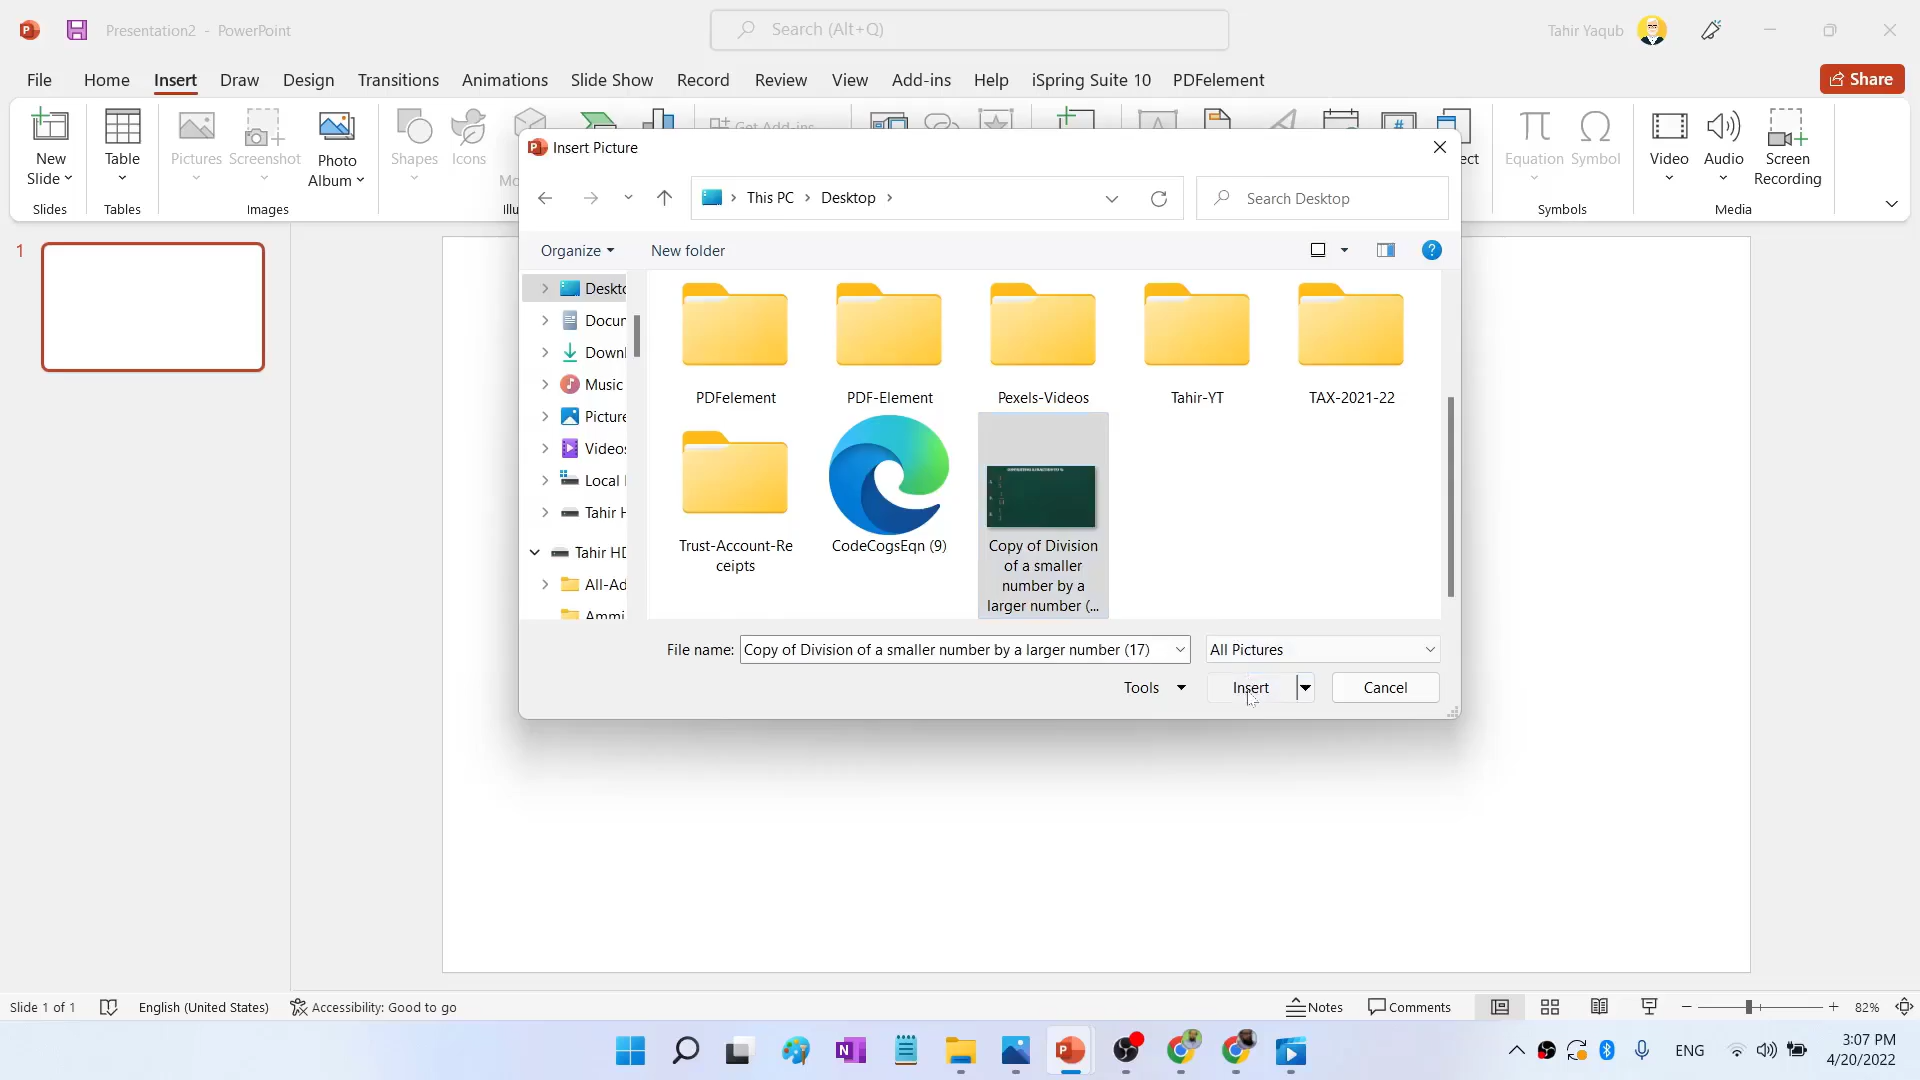 Presentation2 - PowerPoint
Search (Alt+Q)
Tahir Yaqub
File Home Insert Draw Design Transitions Animations Slide Show Record Review View Add-ins Help iSpring Suite 10 PDFelement
Share
New Slide
Table
Pictures
Screenshot
Photo Album
Shapes
Icons
Get Add-ins
Equation
Symbol
Video
Audio
Screen Recording
Slides
Tables
Images
Symbols
Media
Insert Picture
This PC > Desktop >
Search Desktop
Organize
New folder
Music
Local
Tahir
Tahir HD
All-Ad
PDFelement
PDF-Element
Pexels-Videos
Tahir-YT
TAX-2021-22
Trust-Account-Re
ceipts
CodeCogsEqn (9)
Copy of Division
of a smaller
number by a
larger number (...
File name: Copy of Division of a smaller number by a larger number (17)
All Pictures
Tools
Insert
Cancel
1
Slide 1 of 1
English (United States)
Accessibility: Good to go
Notes
Comments
82%
ENG
3:07 PM
4/20/2022